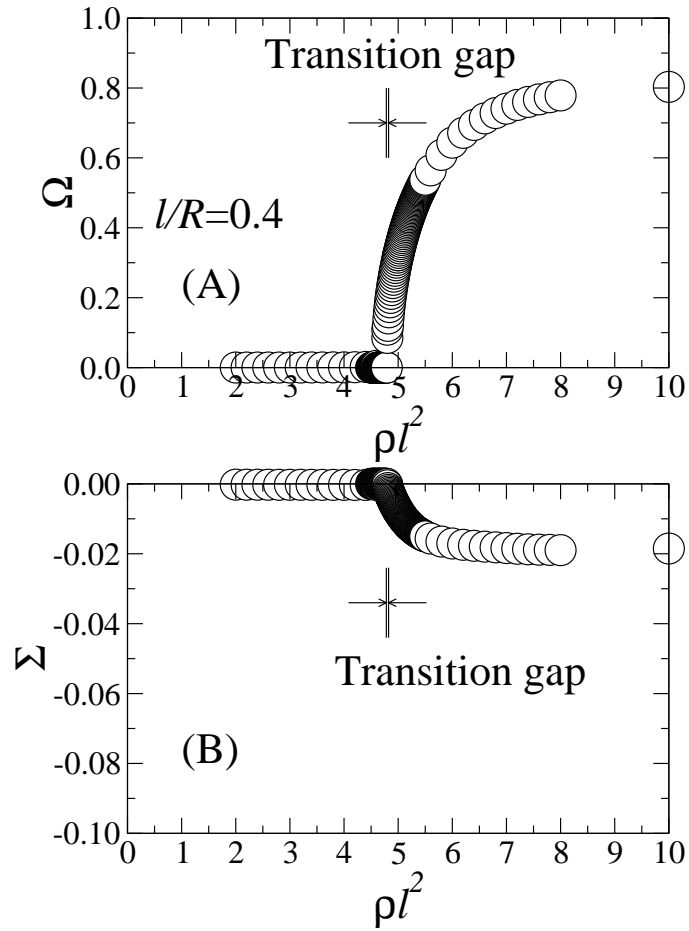 1.0
Transition gap
0.8
0.6
Ω
l/R=0.4
0.4
(A)
0.2
0.0
0 1 2 3 4 5 6 7 8 9 10
ρl²
0.00
-0.02
-0.04
Σ
Transition gap
-0.06
(B)
-0.08
-0.10
0 1 2 3 4 5 6 7 8 9 10
ρl²